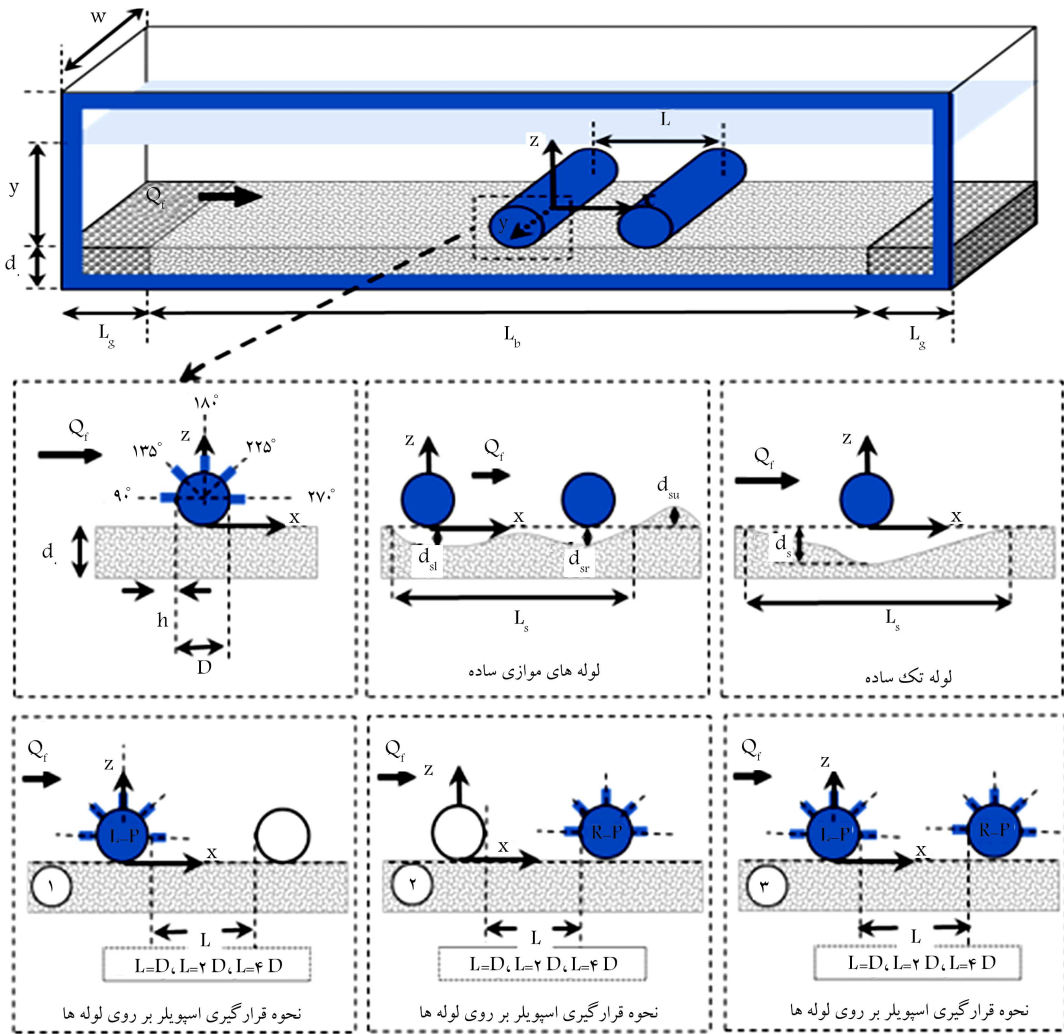 w
L
z
x
y
Q_f
y
d.
L_g
L_b
L_g
۱۸۰°
Q_f
z
۱۳۵°
۲۲۵°
۹۰°
۲۷۰°
x
d.
h
D
z
Q_f
x
d_su
d_sl
d_sr
L_s
لوله های موازی ساده
Q_f
z
x
d_s
L_s
لوله تک ساده
Q_f
z
L-P
x
۱
L
L=D، L=۲ D، L=۴ D
نحوه قرارگیری اسپویلر بر روی لوله ها
Q_f
z
R-P
x
۲
L
L=D، L=۲ D، L=۴ D
نحوه قرارگیری اسپویلر بر روی لوله ها
Q_f
z
L-P
R-P
x
۳
L
L=D، L=۲ D، L=۴ D
نحوه قرارگیری اسپویلر بر روی لوله ها